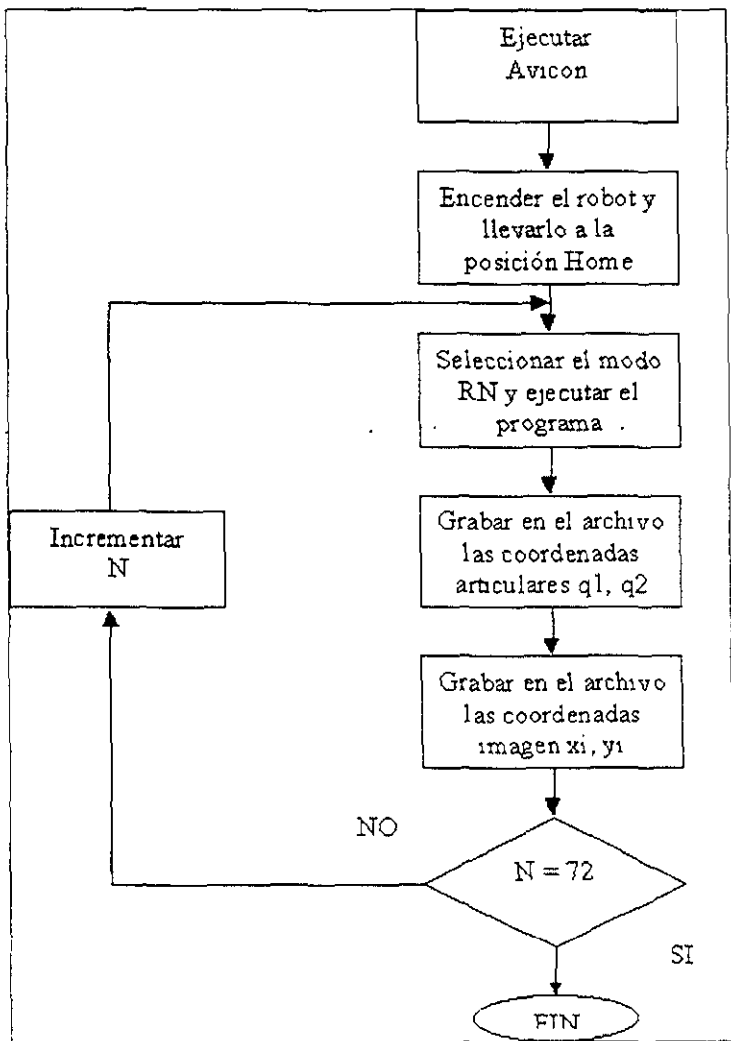 Ejecutar
Avicon
Encender el robot y
llevarlo a la
posición Home
Seleccionar el modo
RN y ejecutar el
programa .
Grabar en el archivo
las coordenadas
articulares q1, q2
Incrementar
N
Grabar en el archivo
las coordenadas
imagen xi, yi
NO
N = 72
SI
FIN